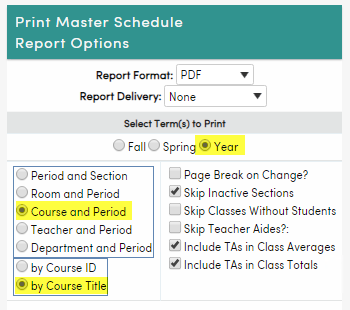 Print Master Schedule
Report Options
Report Format: PDF
Report Delivery: None
Select Term(s) to Print
Fall Spring Year
Period and Section
Room and Period
Course and Period
Teacher and Period
Department and Period
by Course ID
by Course Title
Page Break on Change?
Skip Inactive Sections
Skip Classes Without Students
Skip Teacher Aides?:
Include TAs in Class Averages
Include TAs in Class Totals